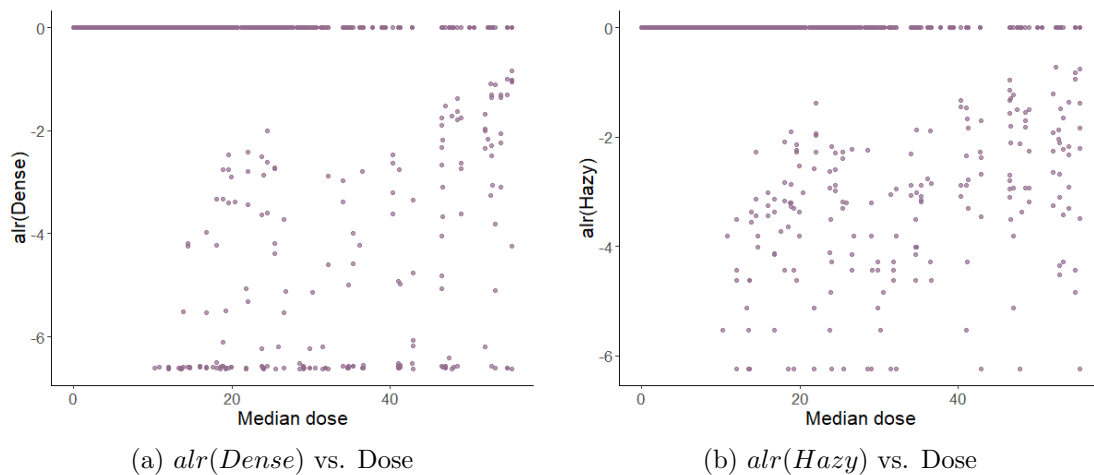 0
-2
-4
-6
alr(Dense)
0
20
40
Median dose
(a) alr(Dense) vs. Dose
0
-2
-4
-6
alr(Hazy)
0
20
40
Median dose
(b) alr(Hazy) vs. Dose